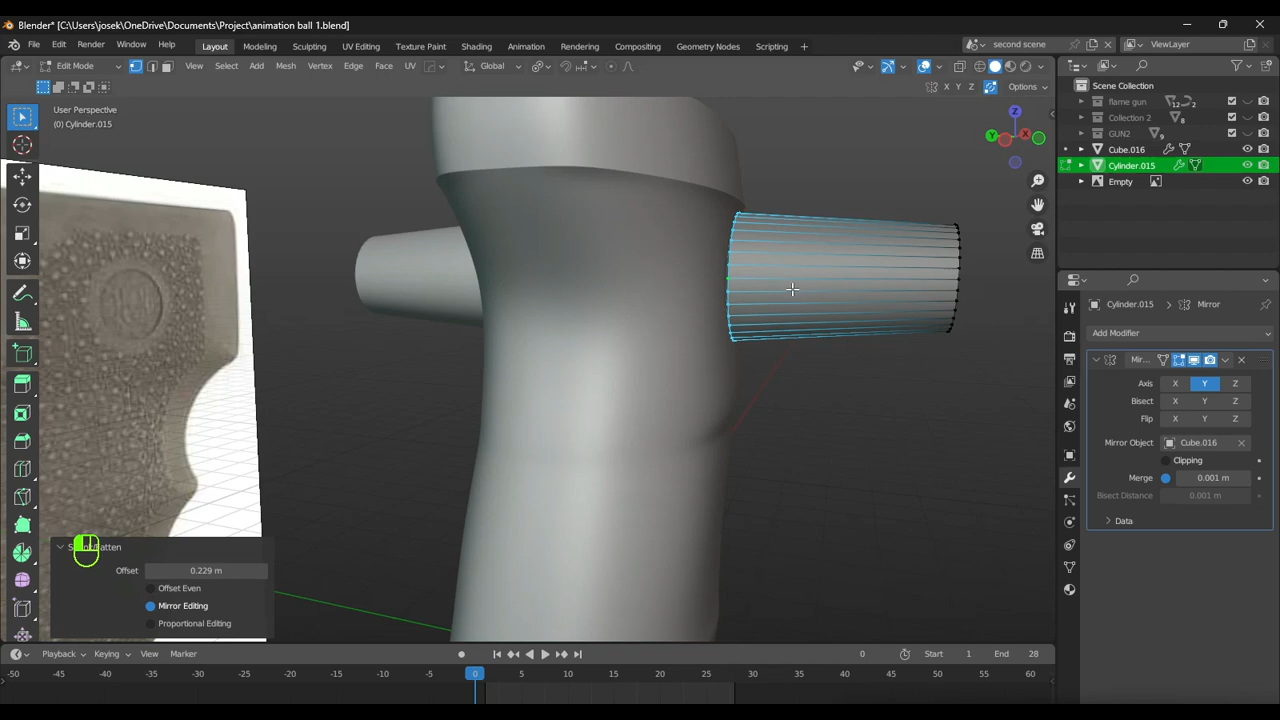 Blender* [C:\Users\josek\OneDrive\Documents\Project\animation ball 1.blend]
File Edit Render Window Help Layout Modeling Sculpting UV Editing Texture Paint Shading Animation Rendering Compositing Geometry Nodes Scripting + second scene ViewLayer
Edit Mode View Select Add Mesh Vertex Edge Face UV Global
X Y Z Options
User Perspective
(0) Cylinder.015
Z
Y X
Scene Collection
flame gun 12 2
Collection 2 8
GUN2 9
Cube.016
Cylinder.015
Empty
Cylinder.015 Mirror
Add Modifier
Mir...
Axis X Y Z
Bisect X Y Z
Flip X Y Z
Mirror Object Cube.016
Clipping
Merge 0.001 m
Bisect Distance 0.001 m
Data
Offset 0.229 m
Offset Even
Mirror Editing
Proportional Editing
Playback Keying View Marker 0 Start 1 End 28
-50 -45 -40 -35 -30 -25 -20 -15 -10 -5 0 5 10 15 20 25 30 35 40 45 50 55 60